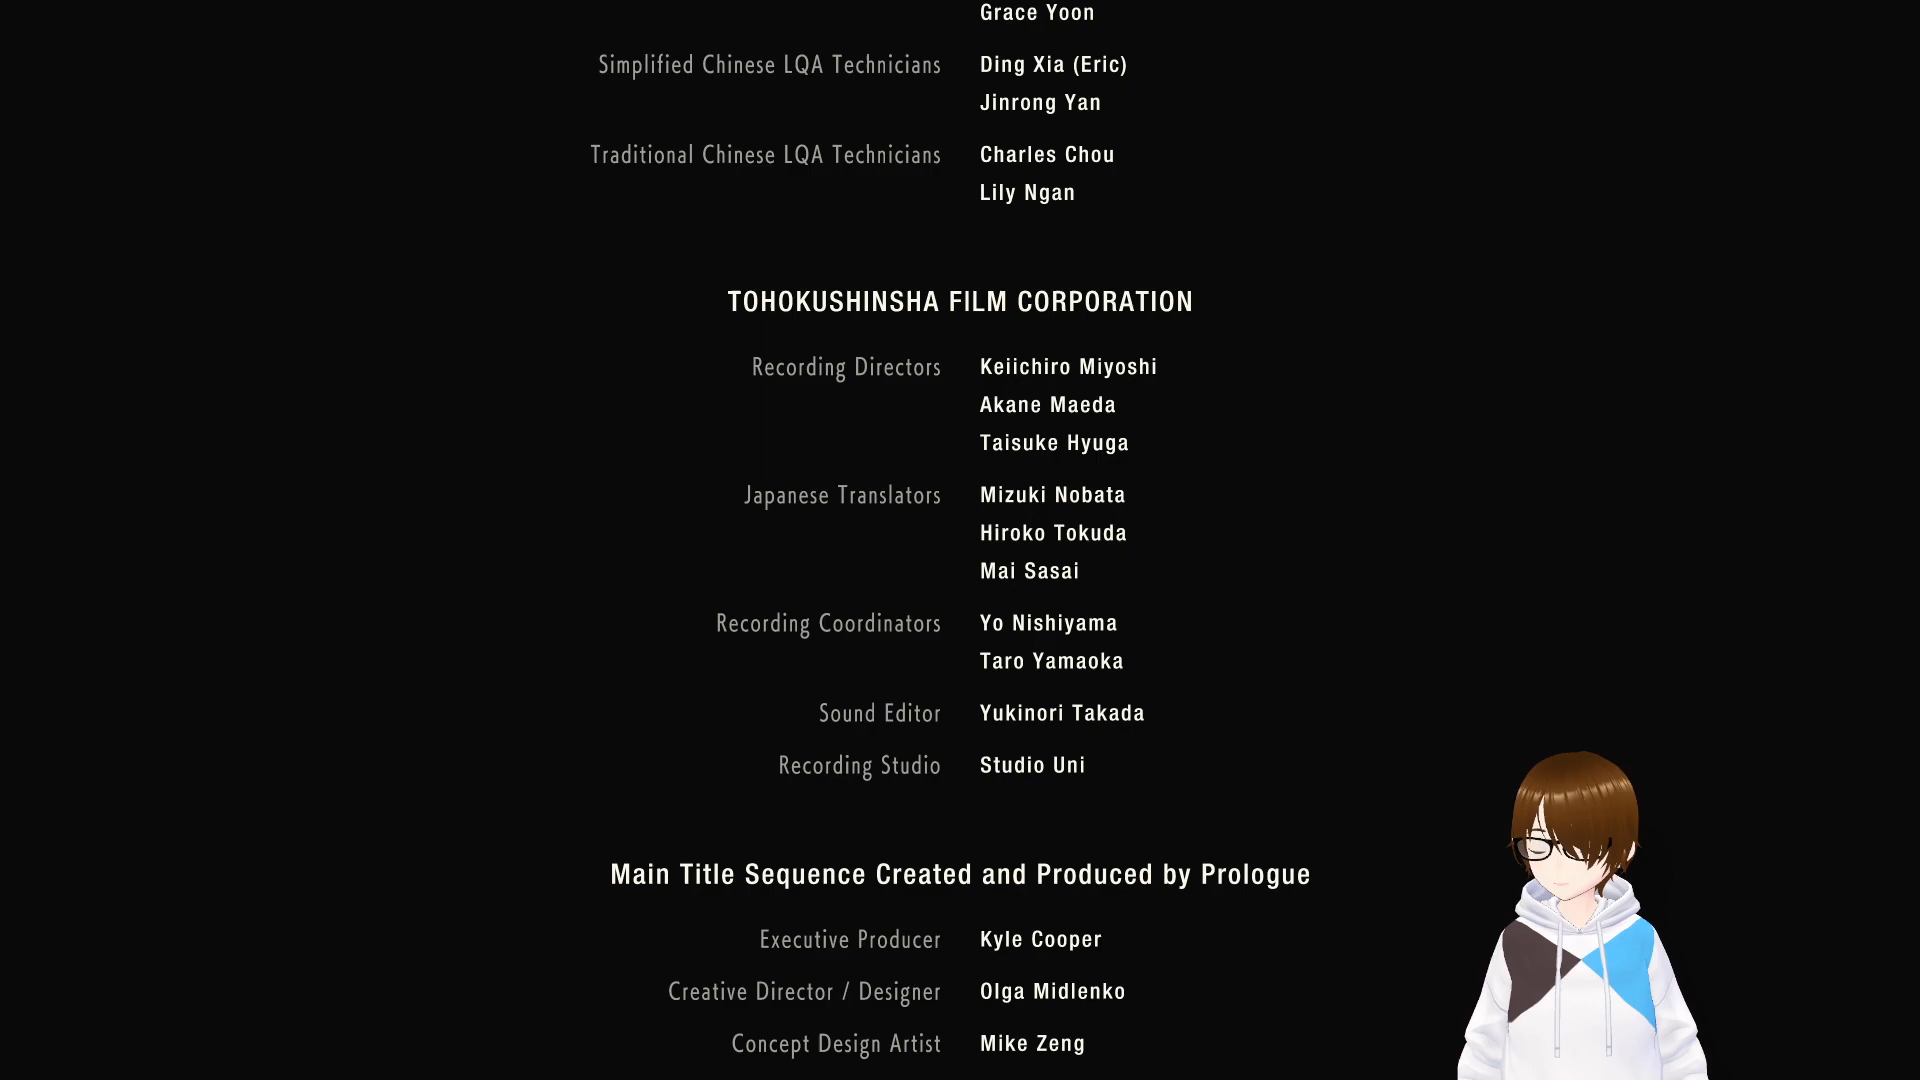 Grace Yoon
Simplified Chinese LQA Technicians Ding Xia (Eric)
Jinrong Yan
Traditional Chinese LQA Technicians Charles Chou
Lily Ngan
TOHOKUSHINSHA FILM CORPORATION
Recording Directors Keiichiro Miyoshi
Akane Maeda
Taisuke Hyuga
Japanese Translators Mizuki Nobata
Hiroko Tokuda
Mai Sasai
Recording Coordinators Yo Nishiyama
Taro Yamaoka
Sound Editor Yukinori Takada
Recording Studio Studio Uni
Main Title Sequence Created and Produced by Prologue
Executive Producer Kyle Cooper
Creative Director / Designer Olga Midlenko
Concept Design Artist Mike Zeng